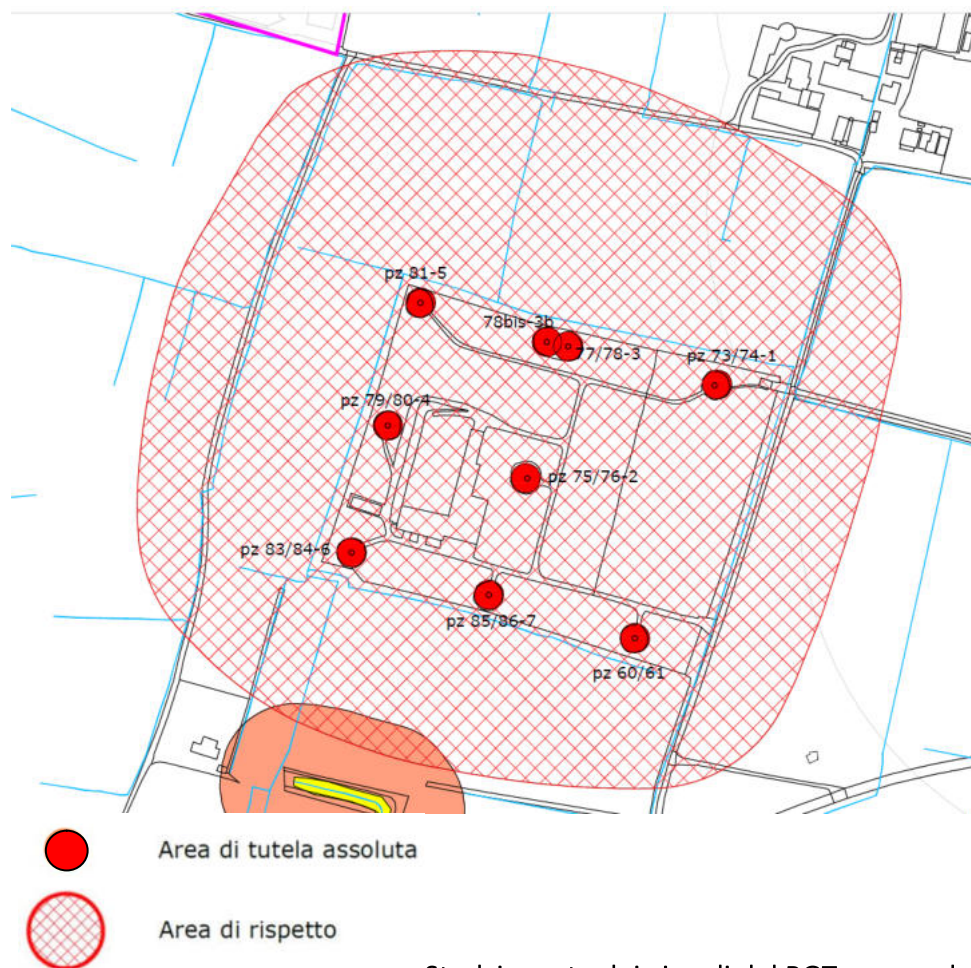 pz 81-5
78bis-3b
77/78-3
pz 73/74-1
pz 79/80-4
pz 75/76-2
pz 83/84-6
pz 85/86-7
pz 60/61
Area di tutela assoluta
Area di rispetto